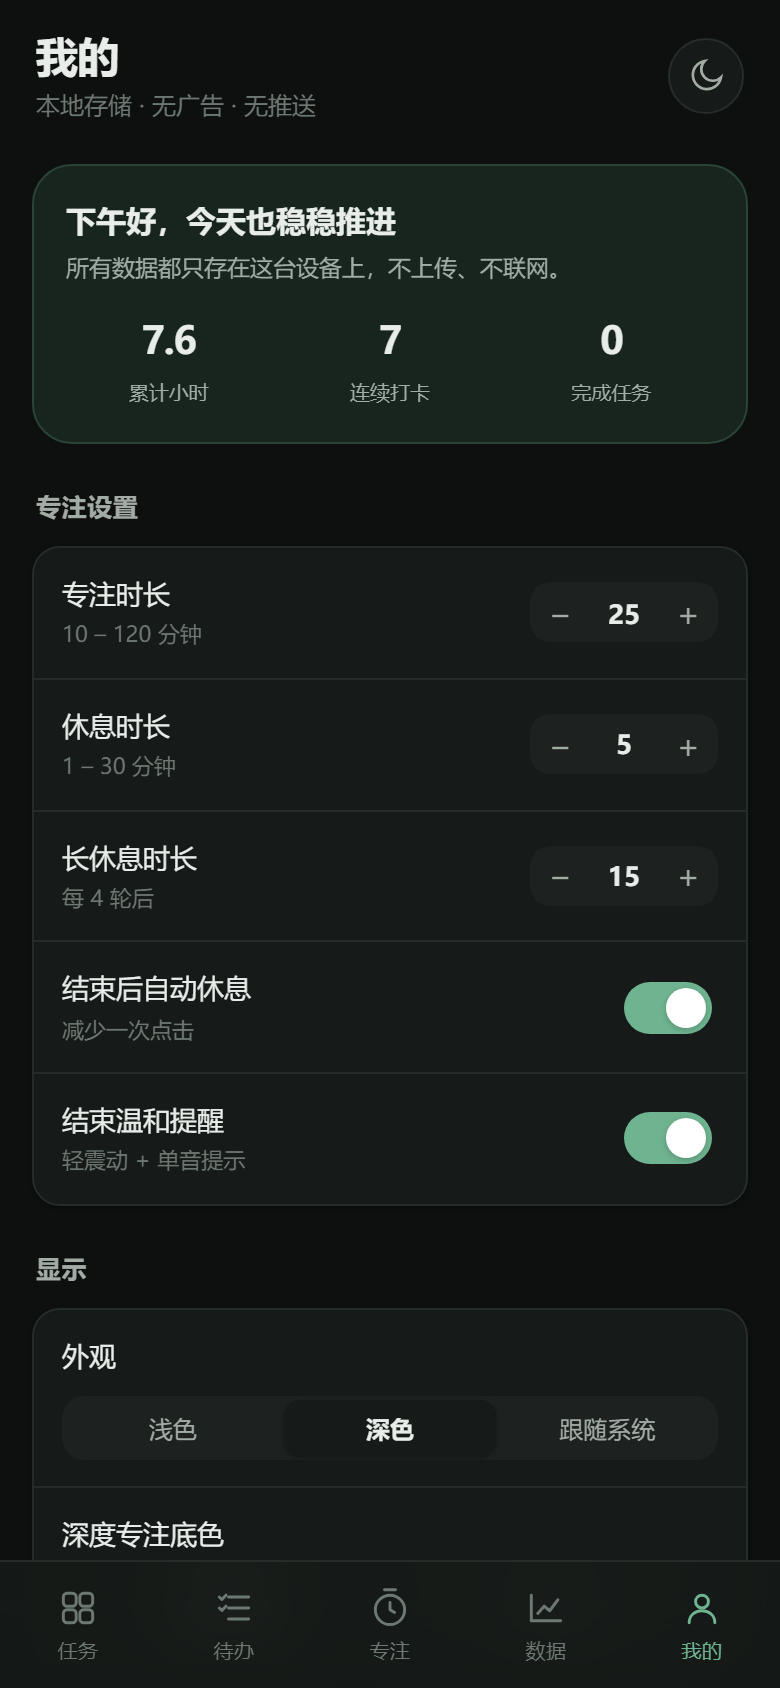 我的
本地存储 · 无广告 · 无推送
下午好，今天也稳稳推进
所有数据都只存在这台设备上，不上传、不联网。
7.6 7 0
累计小时 连续打卡 完成任务
专注设置
专注时长
10 – 120 分钟
− 25 +
休息时长
1 – 30 分钟
− 5 +
长休息时长
每 4 轮后
− 15 +
结束后自动休息
减少一次点击
结束温和提醒
轻震动 + 单音提示
显示
外观
浅色 深色 跟随系统
深度专注底色
任务 待办 专注 数据 我的